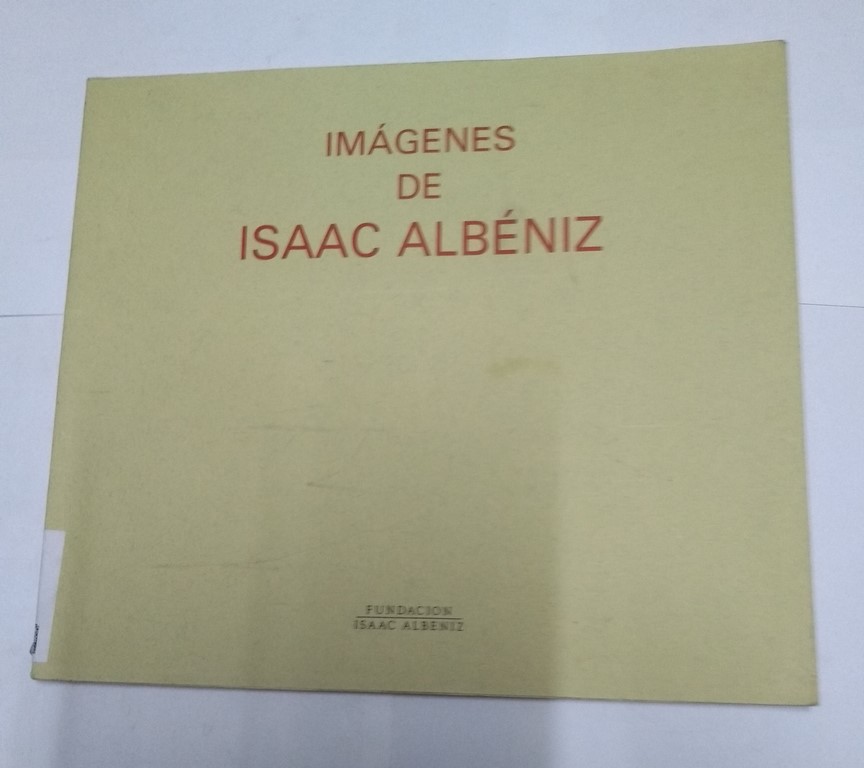 IMÁGENES
DE
ISAAC ALBÉNIZ
FUNDACION
ISAAC ALBENIZ